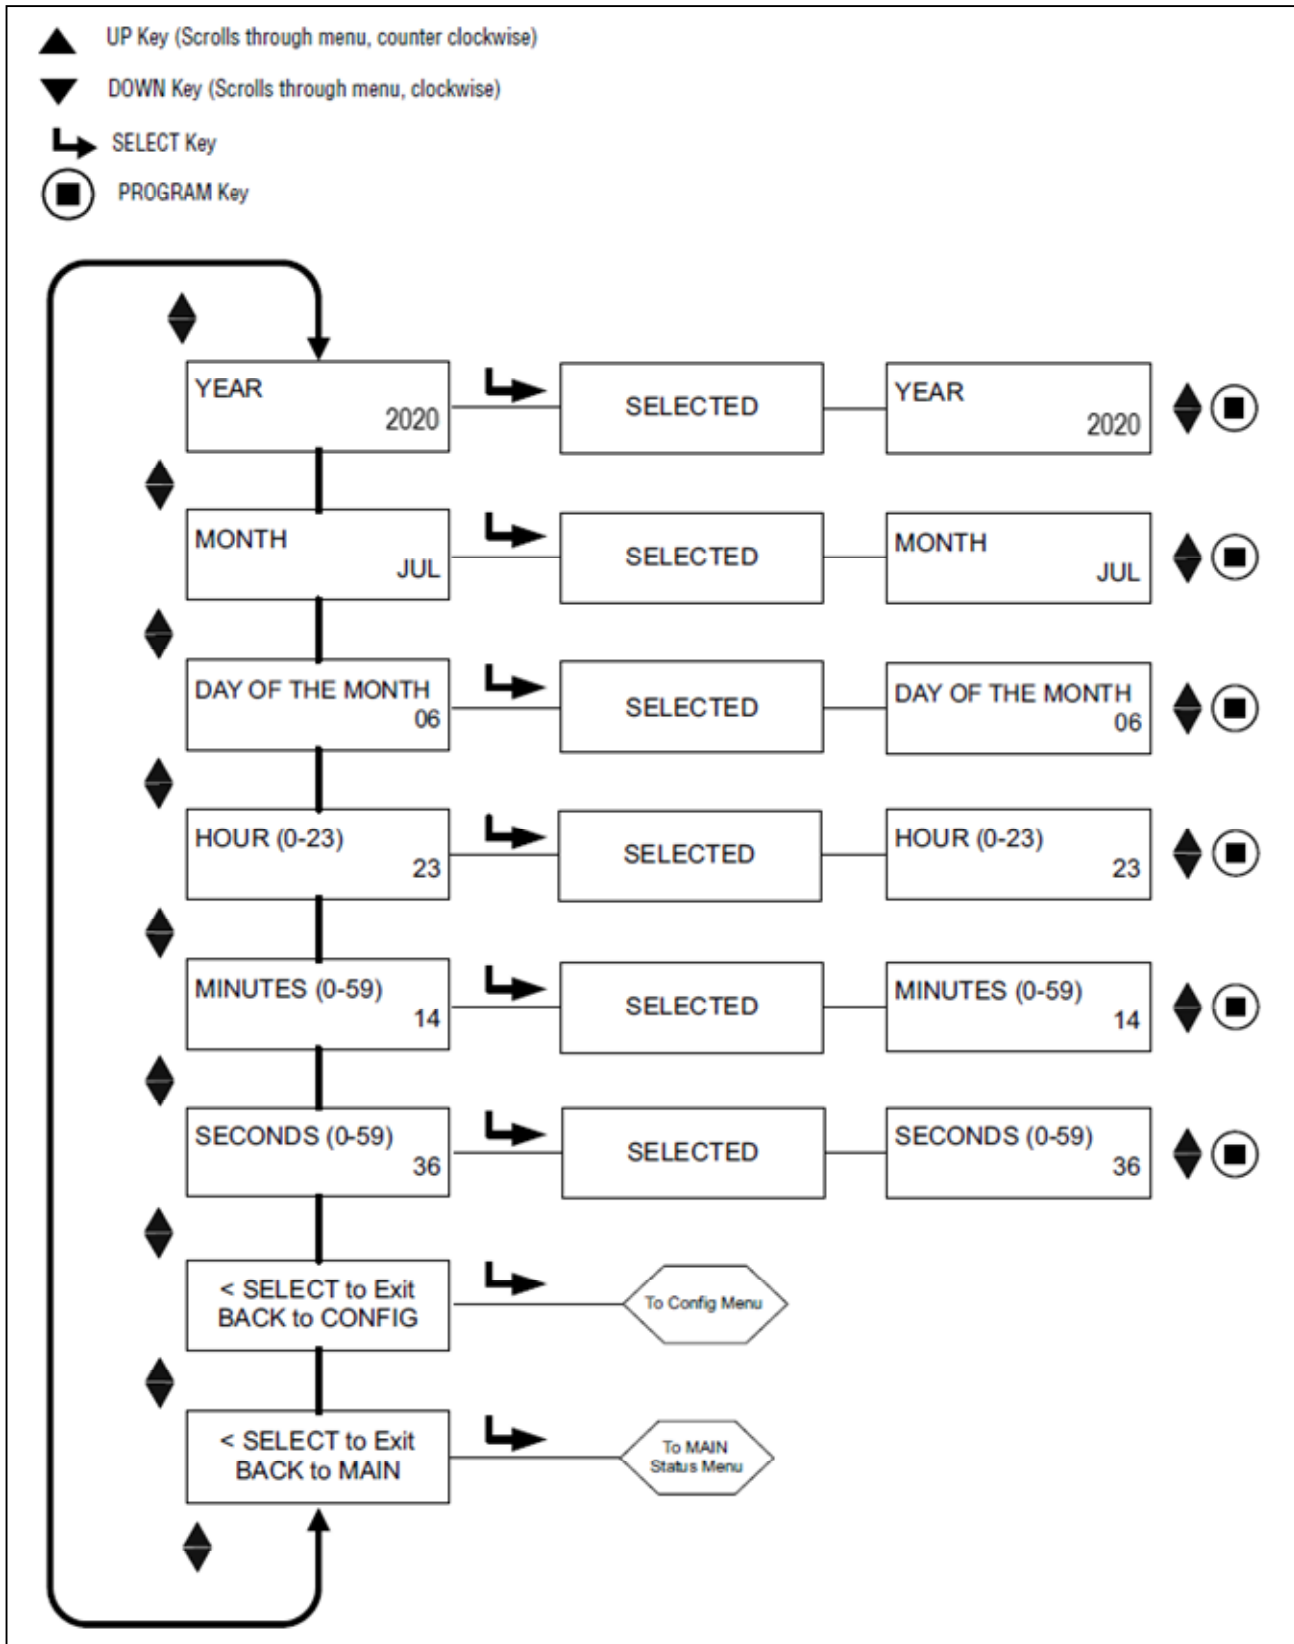 UP Key (Scrolls through menu, counter clockwise)
DOWN Key (Scrolls through menu, clockwise)
SELECT Key
PROGRAM Key
YEAR
2020
SELECTED
YEAR
2020
MONTH
JUL
SELECTED
MONTH
JUL
DAY OF THE MONTH
06
SELECTED
DAY OF THE MONTH
06
HOUR (0-23)
23
SELECTED
HOUR (0-23)
23
MINUTES (0-59)
14
SELECTED
MINUTES (0-59)
14
SECONDS (0-59)
36
SELECTED
SECONDS (0-59)
36
< SELECT to Exit
BACK to CONFIG
To Config Menu
< SELECT to Exit
BACK to MAIN
To MAIN
Status Menu